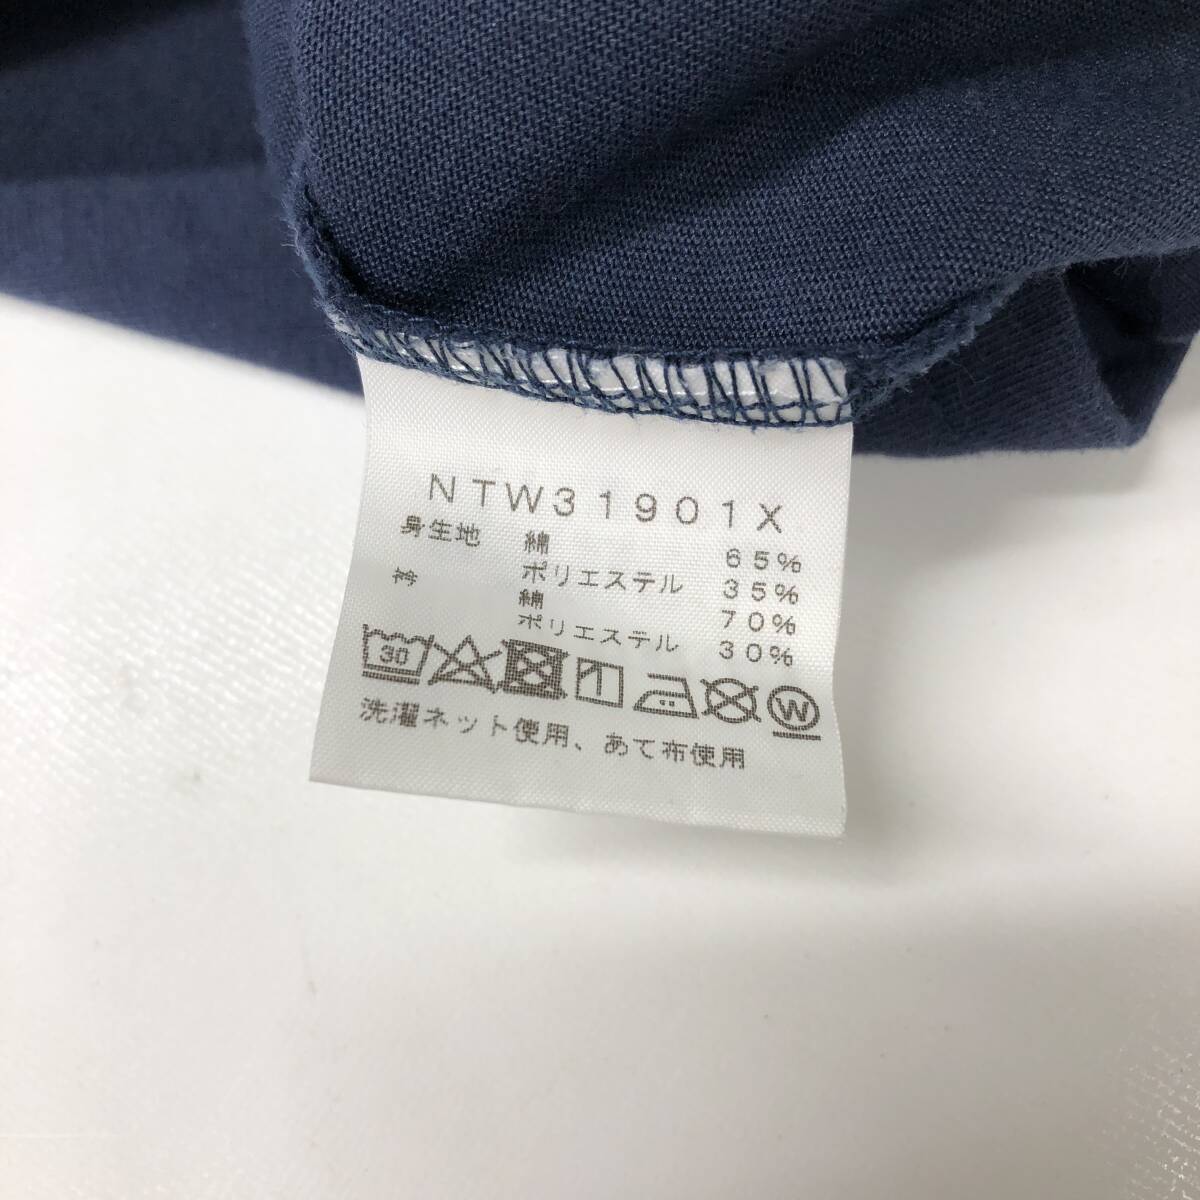 NTW31901X
身生地 綿 65%
ポリエステル 35%
衿 綿 70%
ポリエステル 30%
30 W
洗濯ネット使用、あて布使用